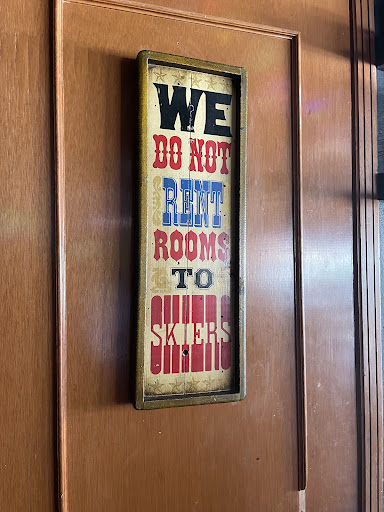 WE
DO NOT
RENT
ROOMS
TO
SKIERS